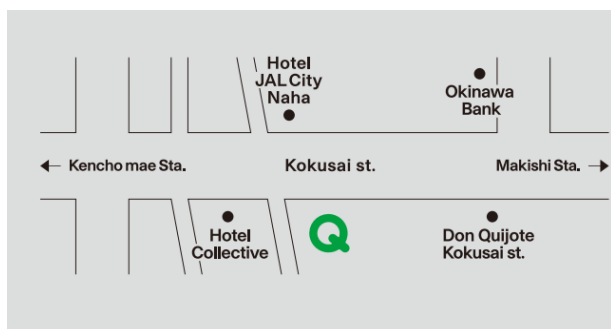 Hotel
JAL City
Naha
Okinawa
Bank
← Kencho mae Sta.
Kokusai st.
Makishi Sta. →
Hotel
Collective
Q
Don Quijote
Kokusai st.